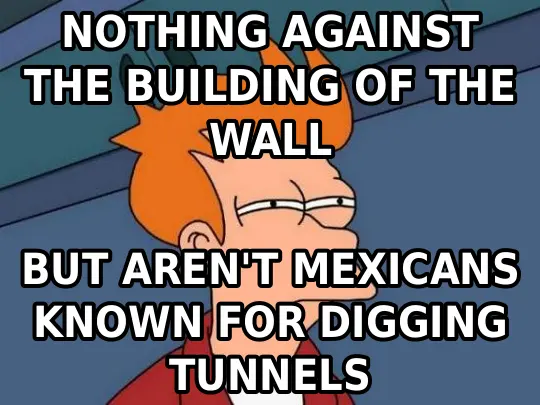 NOTHING AGAINST
THE BUILDING OF THE
WALL
BUT AREN'T MEXICANS
KNOWN FOR DIGGING
TUNNELS